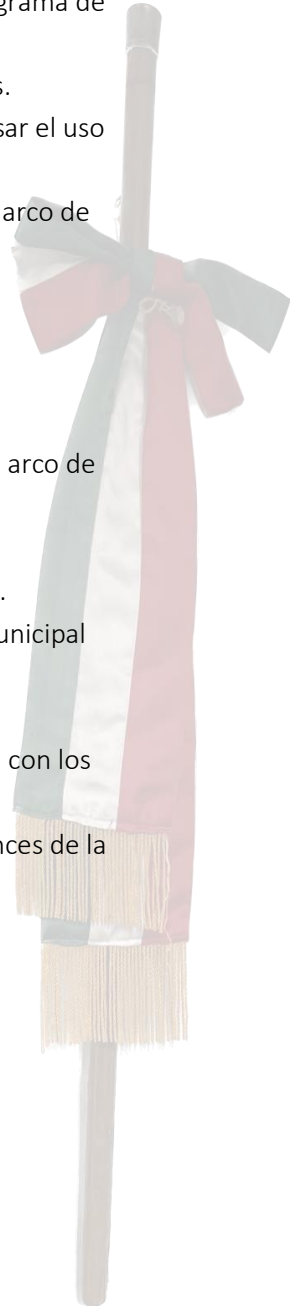 grama de
s.
sar el uso
arco de
arco de
.
unicipal
con los
nces de la